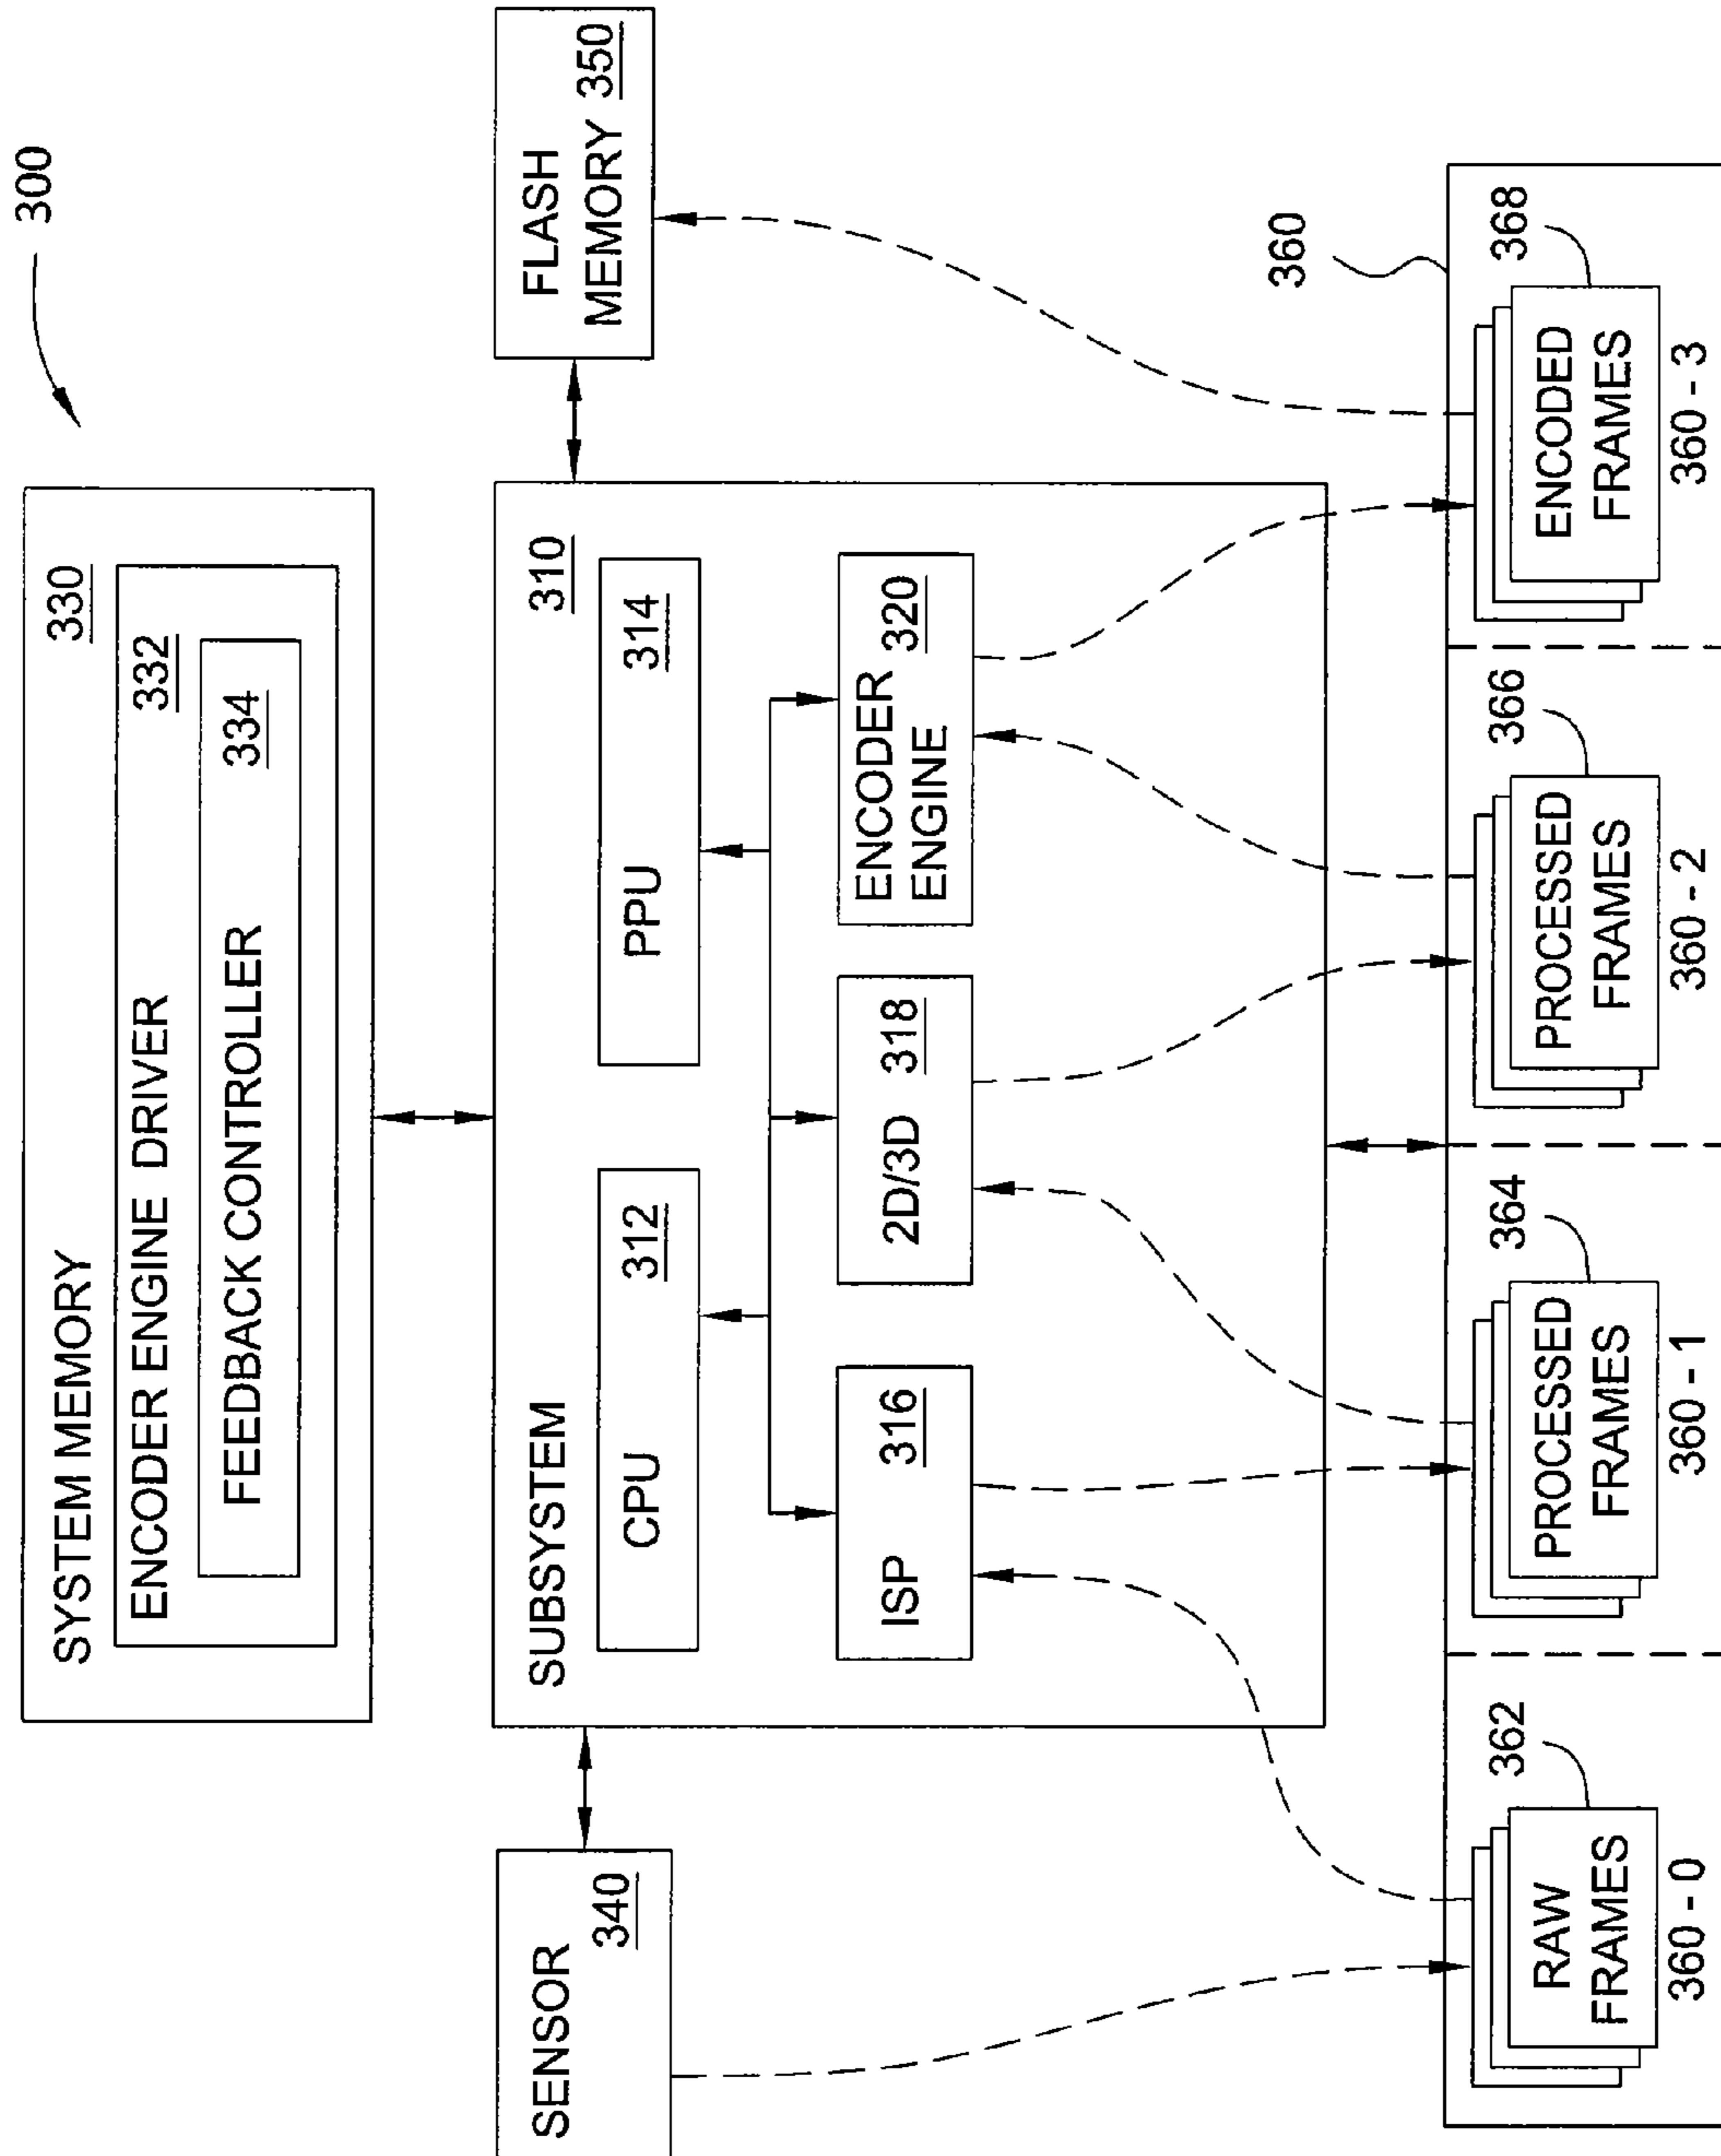 300
SYSTEM MEMORY
330
ENCODER ENGINE DRIVER
332
FEEDBACK CONTROLLER
334
SENSOR
340
SUBSYSTEM
310
CPU
312
PPU
314
ISP
316
2D/3D
318
ENCODER
ENGINE
320
FLASH
MEMORY 350
360
RAW
FRAMES
362
360 - 0
PROCESSED
FRAMES
364
360 - 1
PROCESSED
FRAMES
366
360 - 2
ENCODED
FRAMES
368
360 - 3